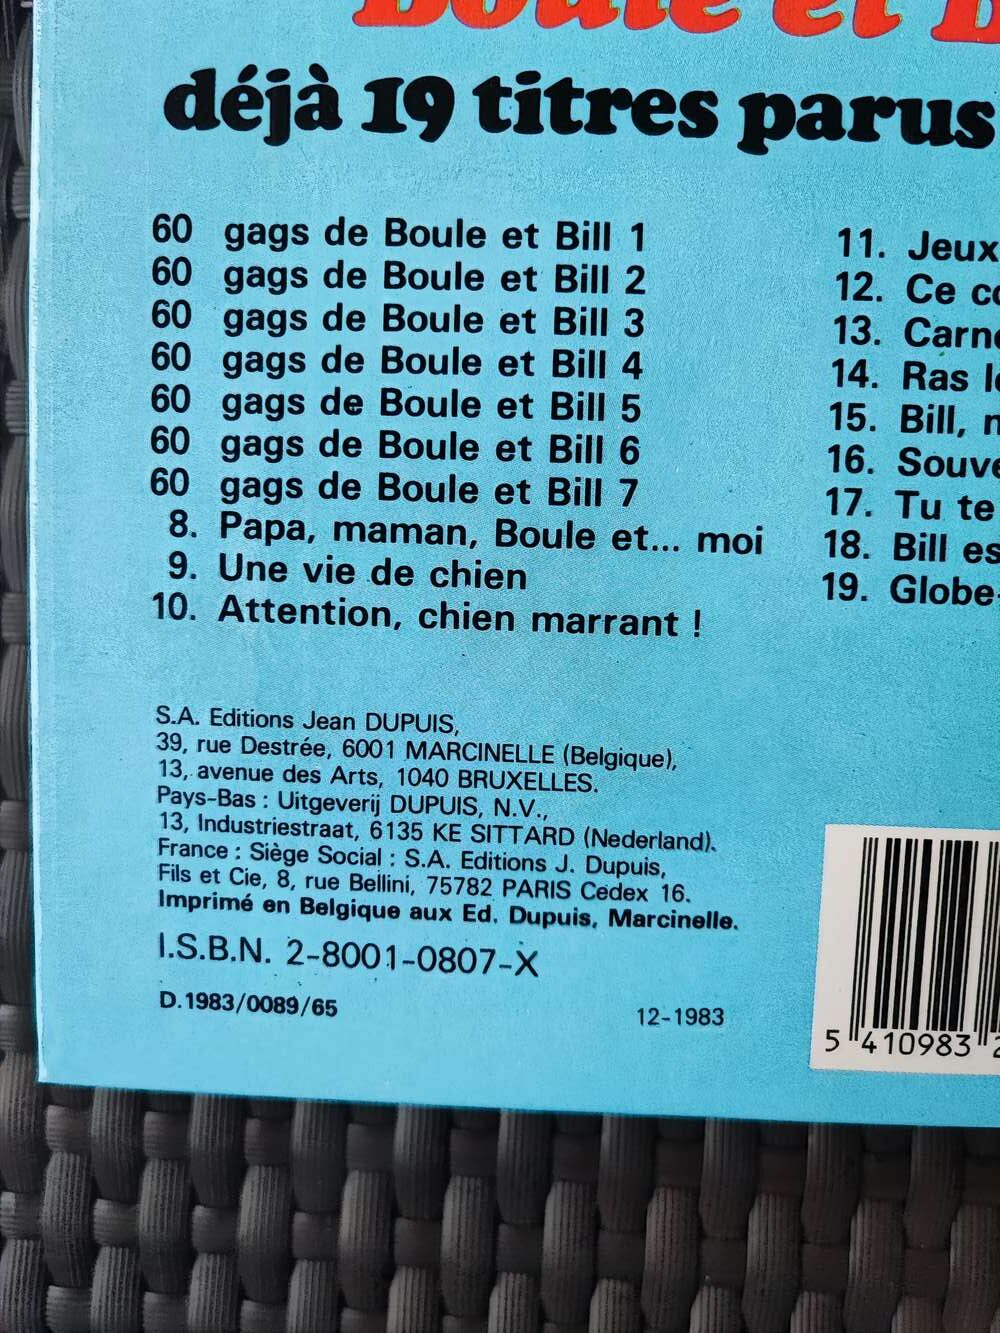 Boule et B
déjà 19 titres parus
60 gags de Boule et Bill 1
60 gags de Boule et Bill 2
60 gags de Boule et Bill 3
60 gags de Boule et Bill 4
60 gags de Boule et Bill 5
60 gags de Boule et Bill 6
60 gags de Boule et Bill 7
8. Papa, maman, Boule et... moi
9. Une vie de chien
10. Attention, chien marrant !
11. Jeux
12. Ce
13. Carn
14. Ras
15. Bill,
16. Souve
17. Tu te
18. Bill es
19. Globe-
S.A. Editions Jean DUPUIS,
39, rue Destrée, 6001 MARCINELLE (Belgique),
13, avenue des Arts, 1040 BRUXELLES.
Pays-Bas : Uitgeverij DUPUIS, N.V.,
13, Industriestraat, 6135 KE SITTARD (Nederland).
France : Siège Social : S.A. Editions J. Dupuis,
Fils et Cie, 8, rue Bellini, 75782 PARIS Cedex 16.
Imprimé en Belgique aux Ed. Dupuis, Marcinelle.
I.S.B.N. 2-8001-0807-X
D.1983/0089/65
12-1983
5 410983